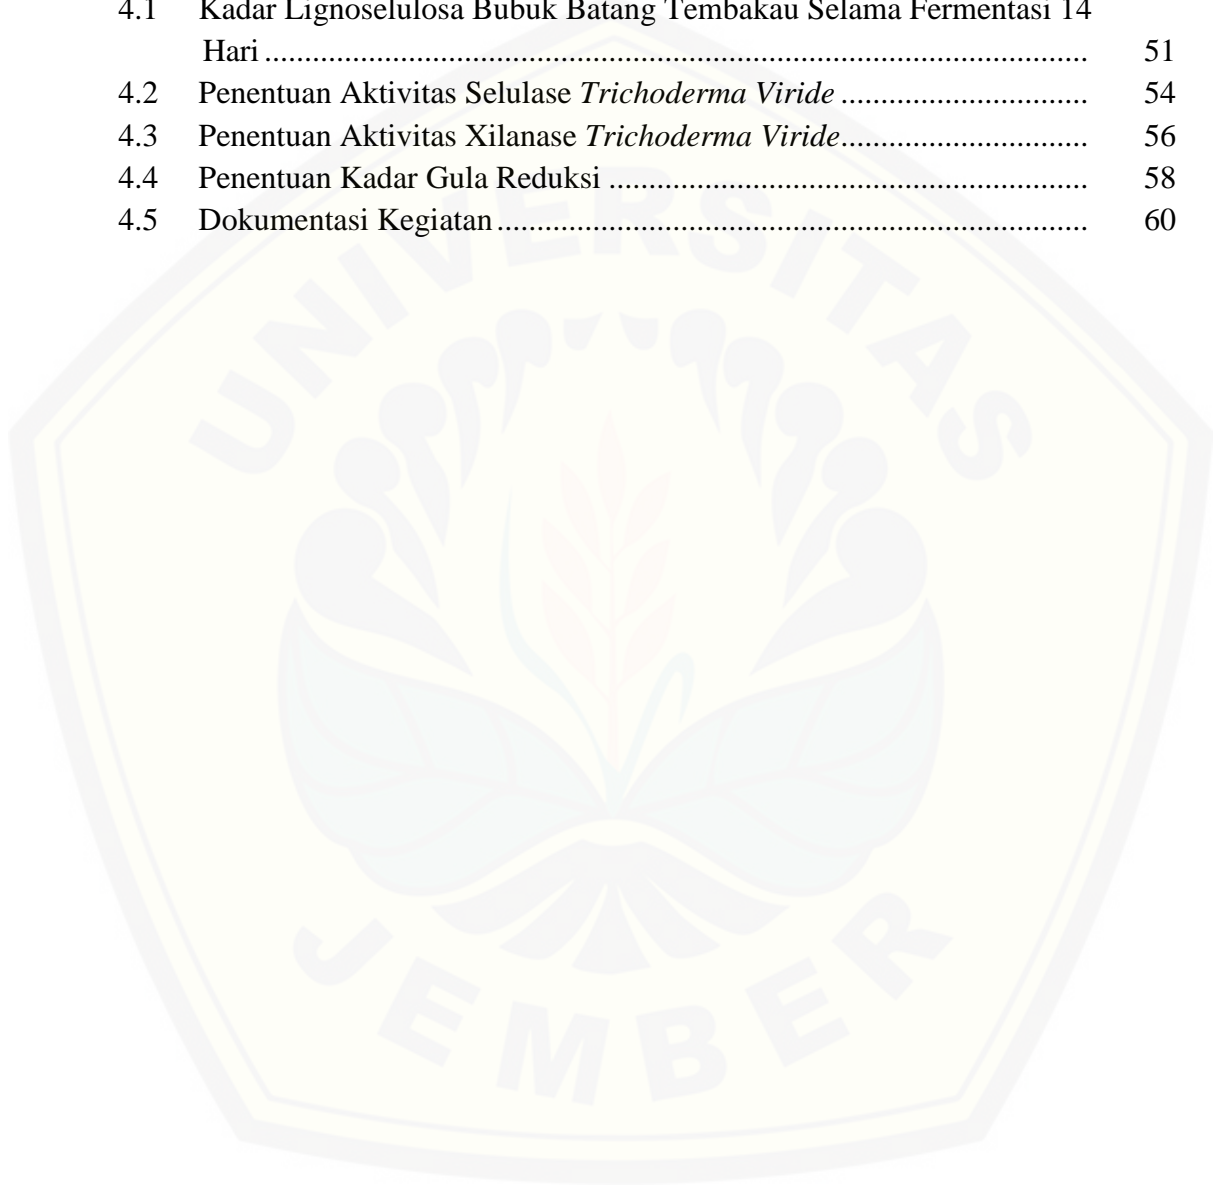 4.1 Kadar Lignoselulosa Bubuk Batang Tembakau Selama Fermentasi 14
Hari ........................................................................................................ 51
4.2 Penentuan Aktivitas Selulase Trichoderma Viride ............................... 54
4.3 Penentuan Aktivitas Xilanase Trichoderma Viride............................... 56
4.4 Penentuan Kadar Gula Reduksi ............................................................ 58
4.5 Dokumentasi Kegiatan .......................................................................... 60
UNIVERSITAS
JEMBER